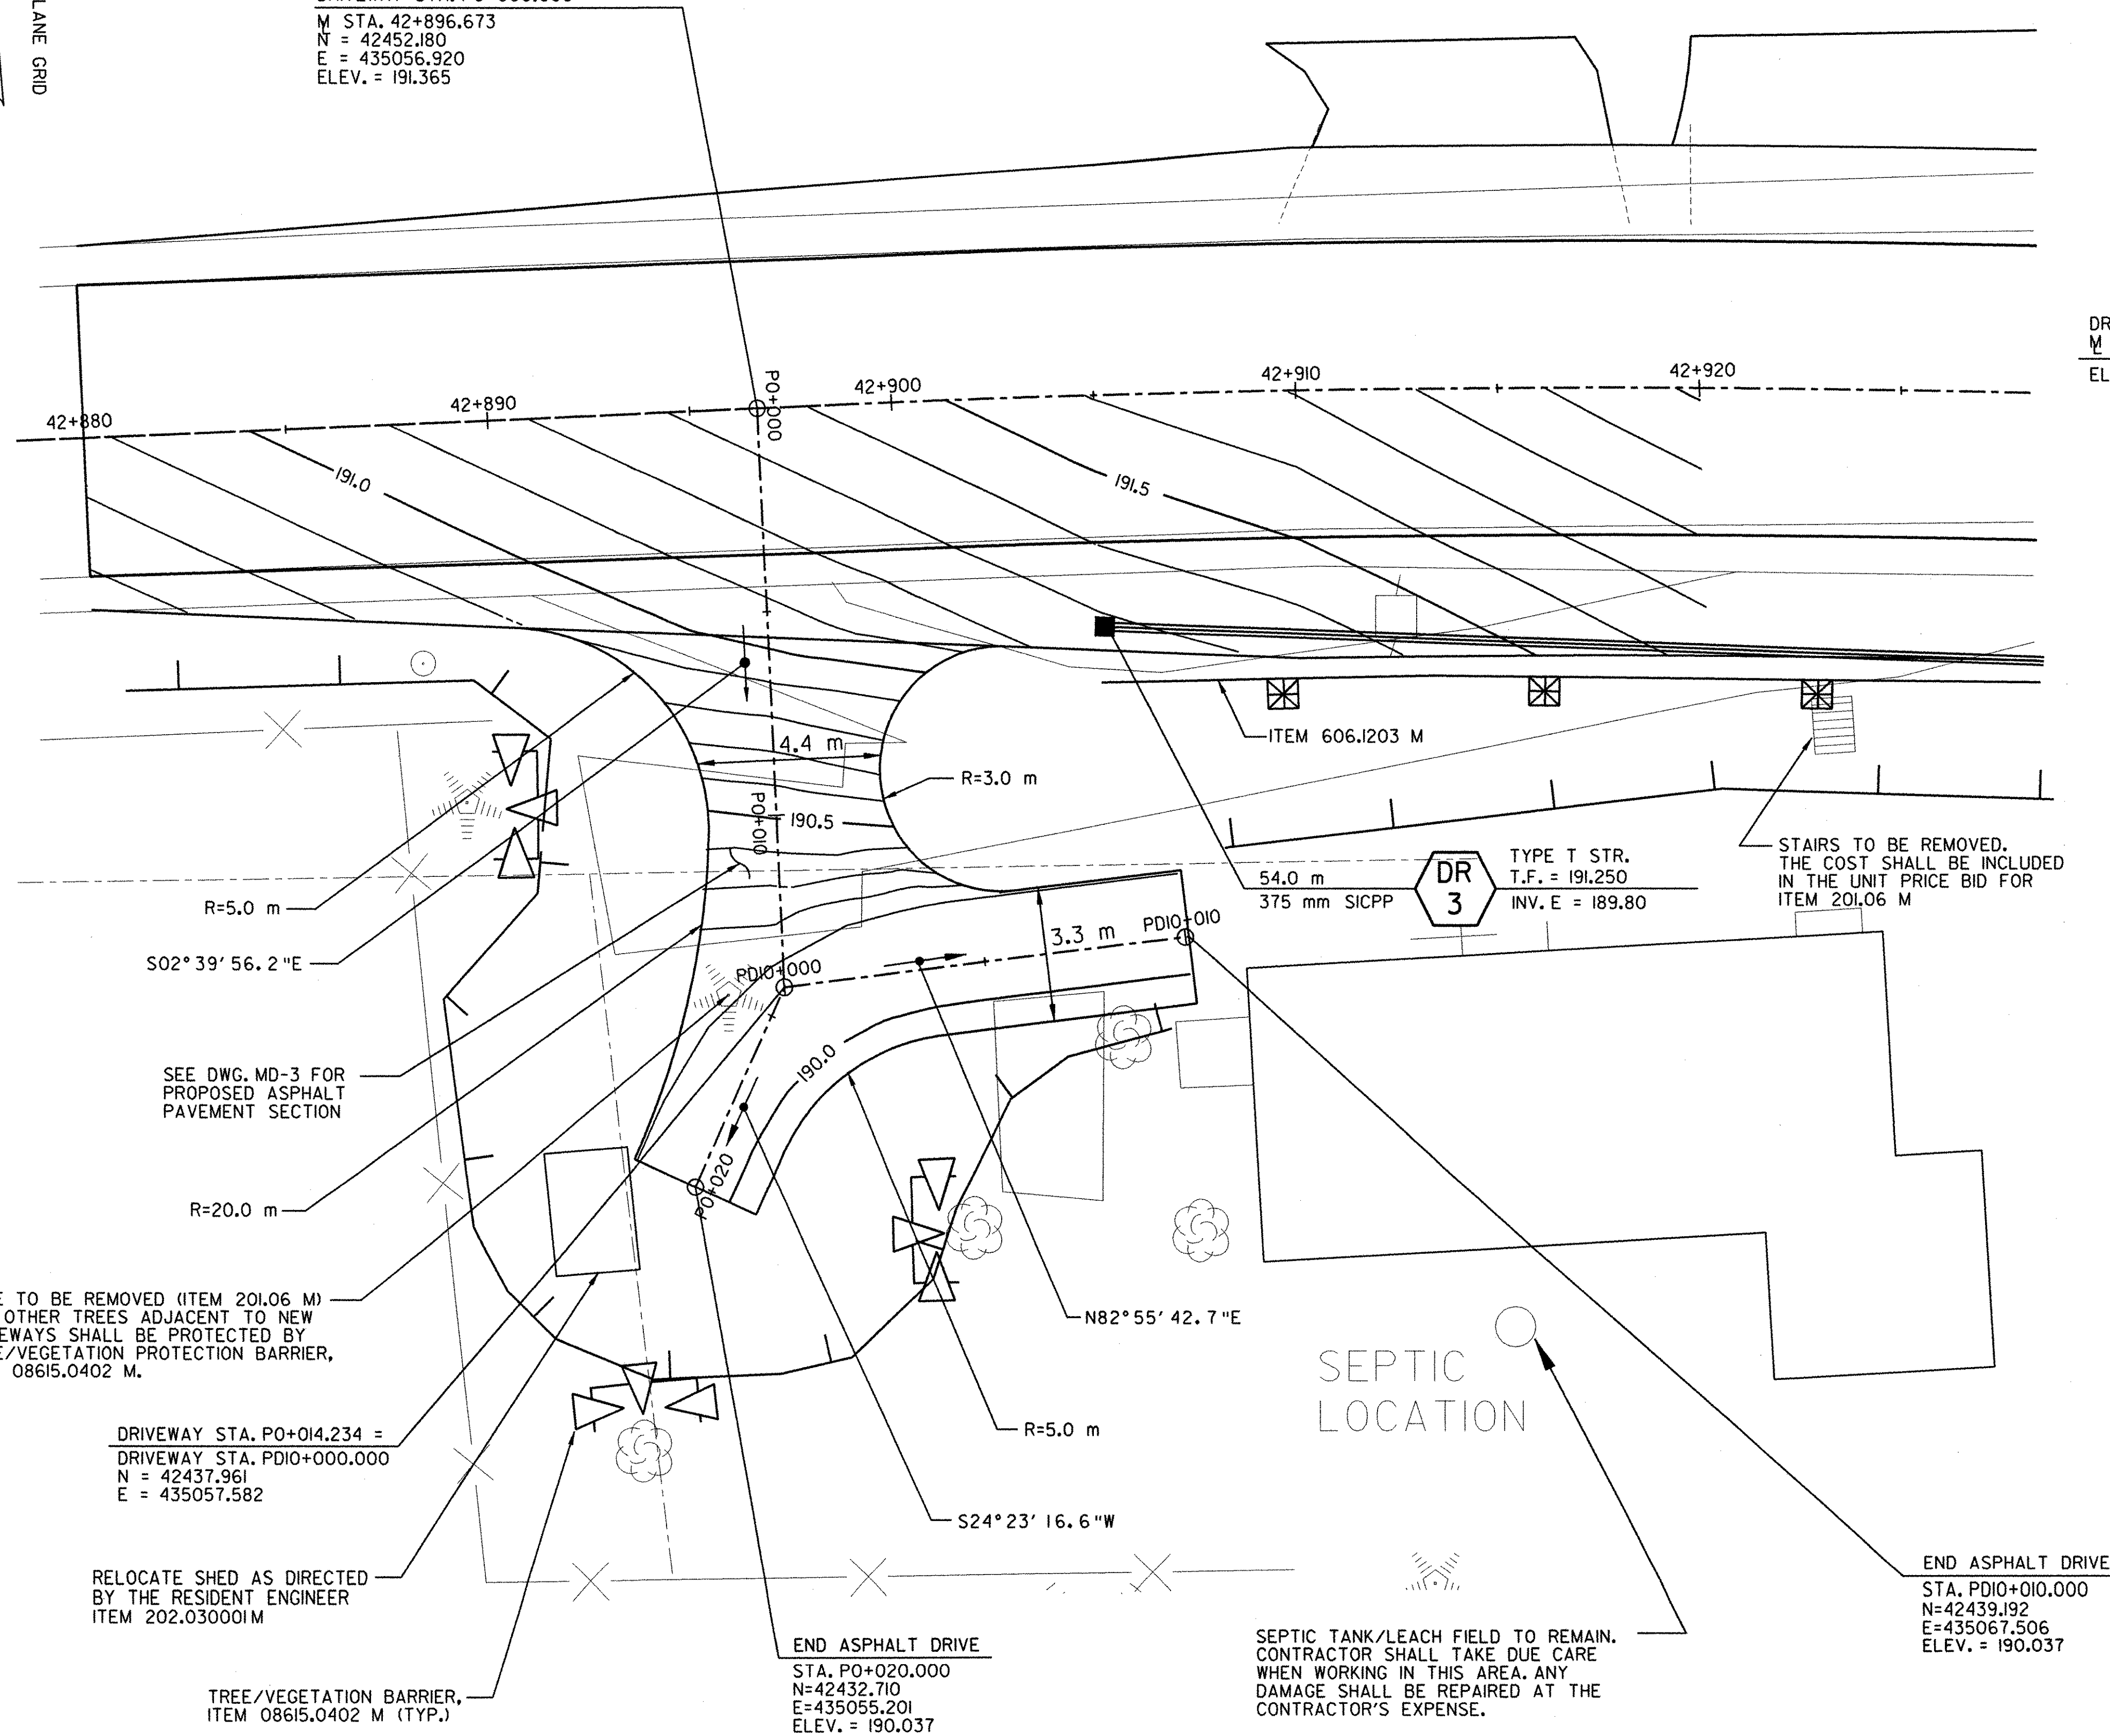 LANE GRID
M STA. 42+896.673
N = 42452.180
E = 435056.920
ELEV. = 191.365
DR
M
EL
42+880
42+890
PO+000
42+900
42+910
42+920
191.0
191.5
4.4 m
R=3.0 m
ITEM 606.1203 M
PO+010
190.5
STAIRS TO BE REMOVED.
THE COST SHALL BE INCLUDED
IN THE UNIT PRICE BID FOR
ITEM 201.06 M
54.0 m
375 mm SICPP
DR
3
TYPE T STR.
T.F. = 191.250
INV. E = 189.80
R=5.0 m
S02°39'56.2"E
PD10+000
3.3 m
PD10+010
SEE DWG. MD-3 FOR
PROPOSED ASPHALT
PAVEMENT SECTION
190.0
R=20.0 m
PO+020
E TO BE REMOVED (ITEM 201.06 M)
OTHER TREES ADJACENT TO NEW
EWAYS SHALL BE PROTECTED BY
E/VEGETATION PROTECTION BARRIER,
08615.0402 M.
N82°55'42.7"E
SEPTIC
LOCATION
R=5.0 m
DRIVEWAY STA. PO+014.234 =
DRIVEWAY STA. PD10+000.000
N = 42437.961
E = 435057.582
S24°23'16.6"W
RELOCATE SHED AS DIRECTED
BY THE RESIDENT ENGINEER
ITEM 202.030001M
END ASPHALT DRIVE
STA. PD10+010.000
N=42439.192
E=435067.506
ELEV. = 190.037
TREE/VEGETATION BARRIER,
ITEM 08615.0402 M (TYP.)
END ASPHALT DRIVE
STA. PO+020.000
N=42432.710
E=435055.201
ELEV. = 190.037
SEPTIC TANK/LEACH FIELD TO REMAIN.
CONTRACTOR SHALL TAKE DUE CARE
WHEN WORKING IN THIS AREA. ANY
DAMAGE SHALL BE REPAIRED AT THE
CONTRACTOR'S EXPENSE.